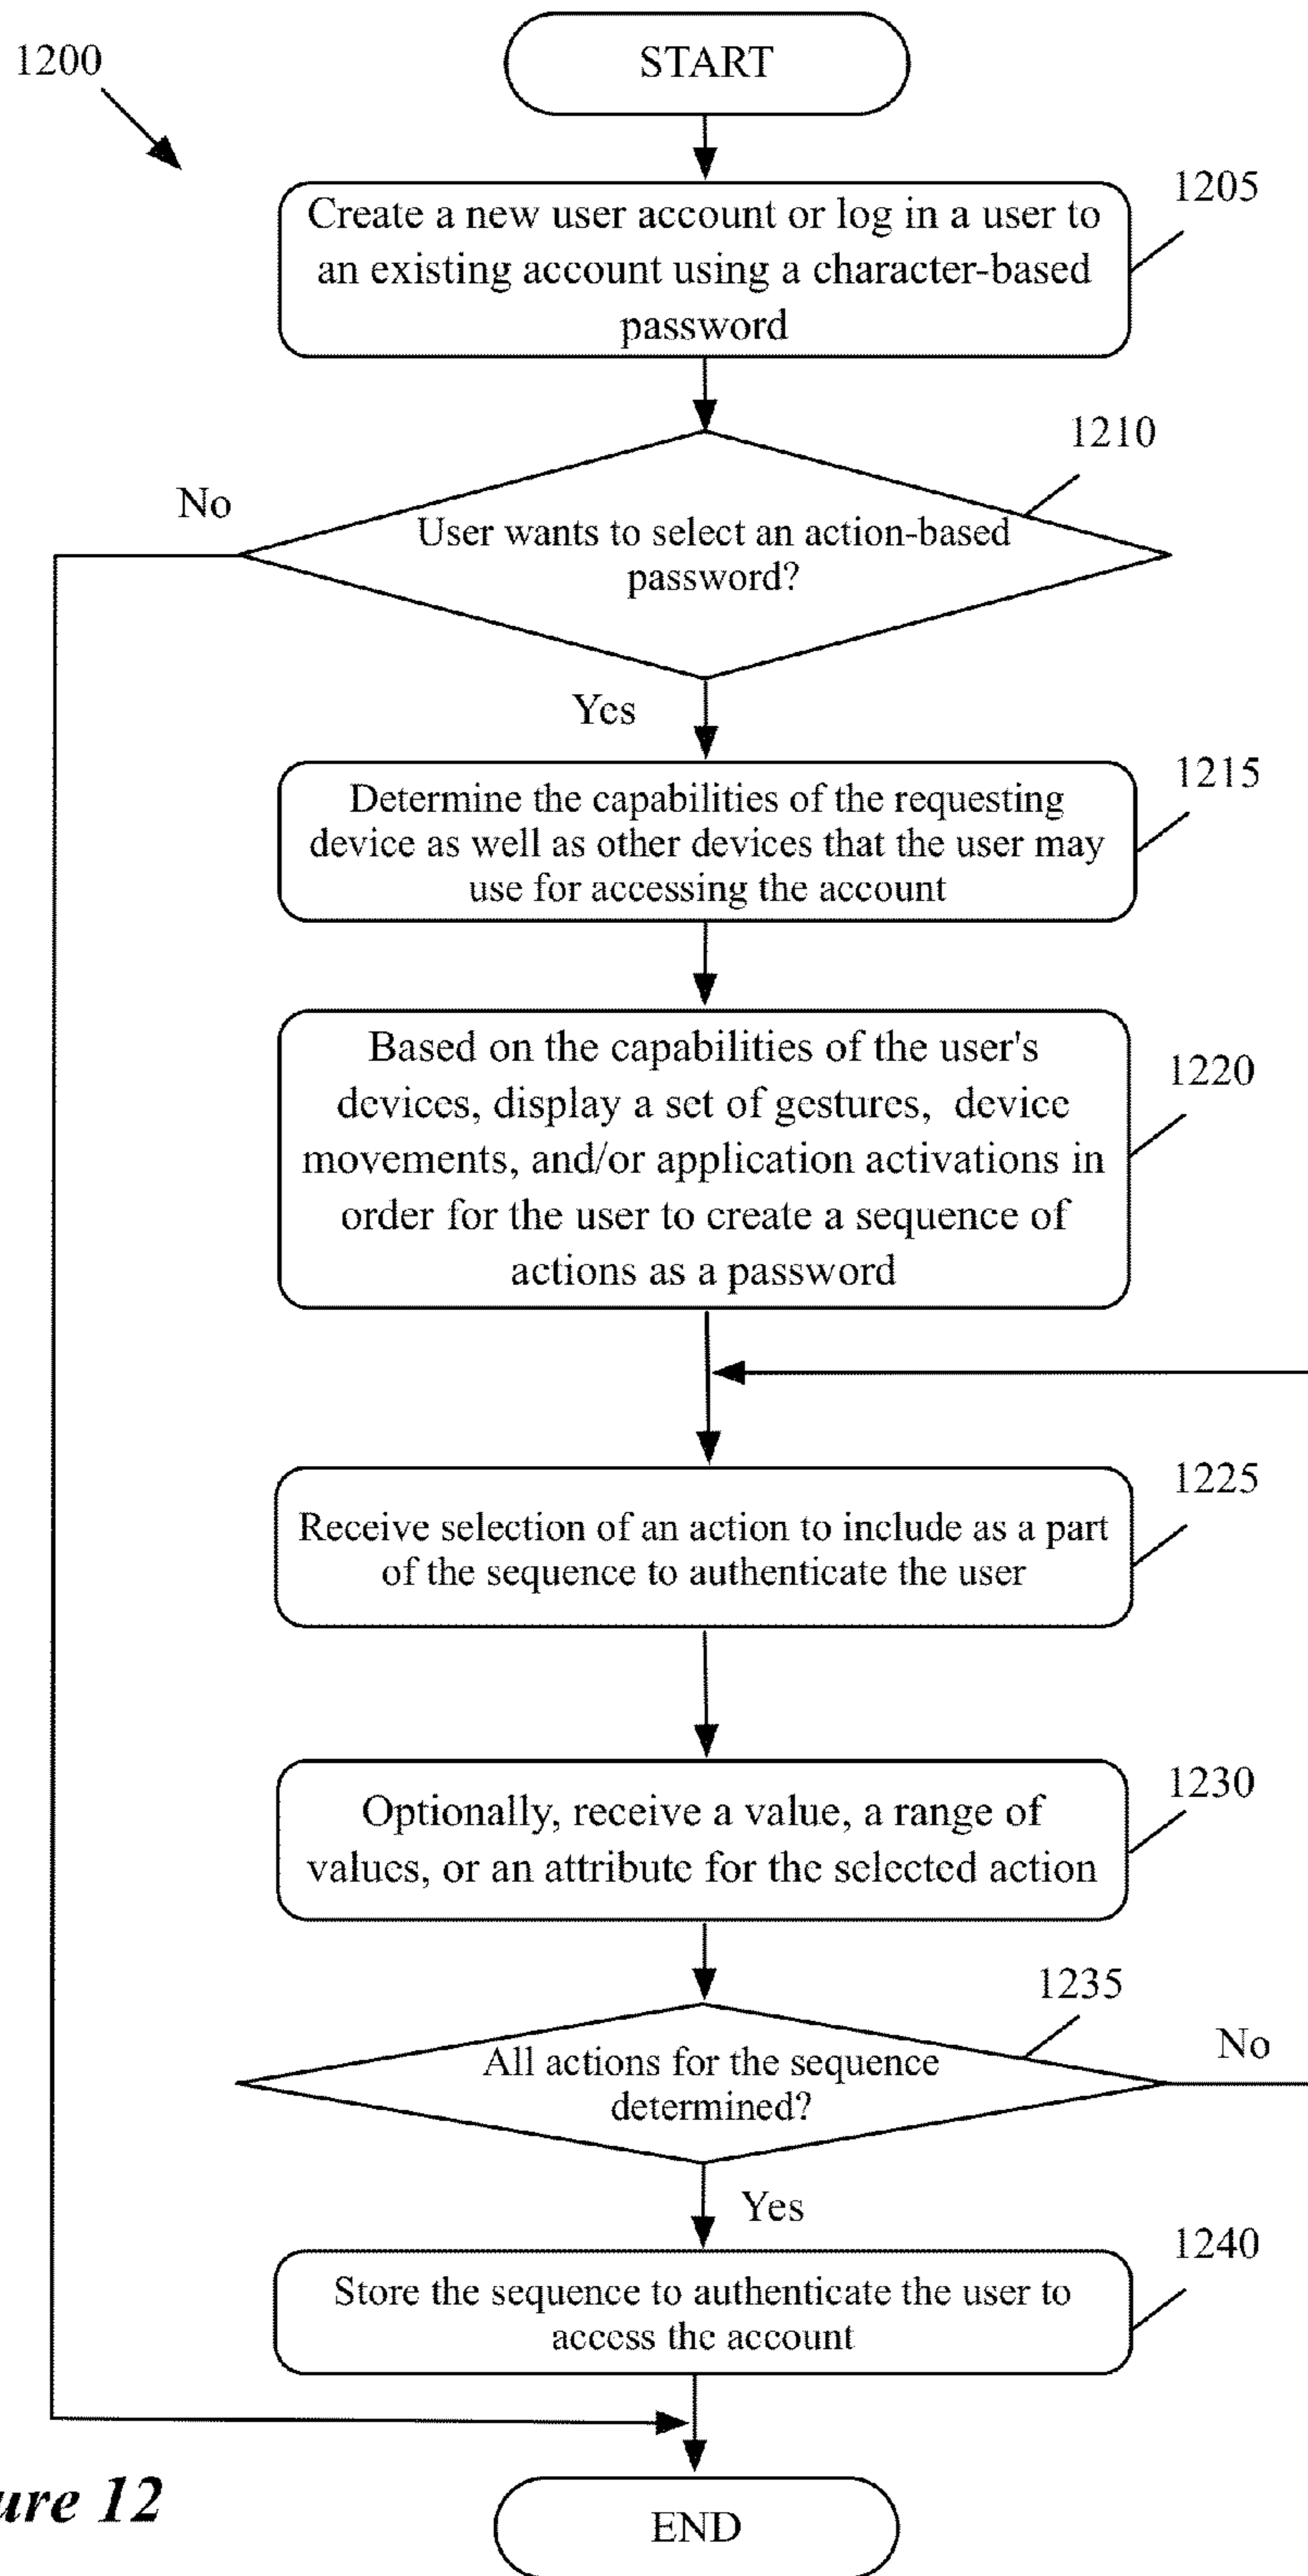 START
1200
1205
Create a new user account or log in a user to
an existing account using a character-based
password
1210
No
User wants to select an action-based
password?
Yes
1215
Determine the capabilities of the requesting
device as well as other devices that the user may
use for accessing the account
1220
Based on the capabilities of the user's
devices, display a set of gestures, device
movements, and/or application activations in
order for the user to create a sequence of
actions as a password
1225
Receive selection of an action to include as a part
of the sequence to authenticate the user
1230
Optionally, receive a value, a range of
values, or an attribute for the selected action
1235
All actions for the sequence
determined?
No
Yes
1240
Store the sequence to authenticate the user to
access the account
ure 12
END